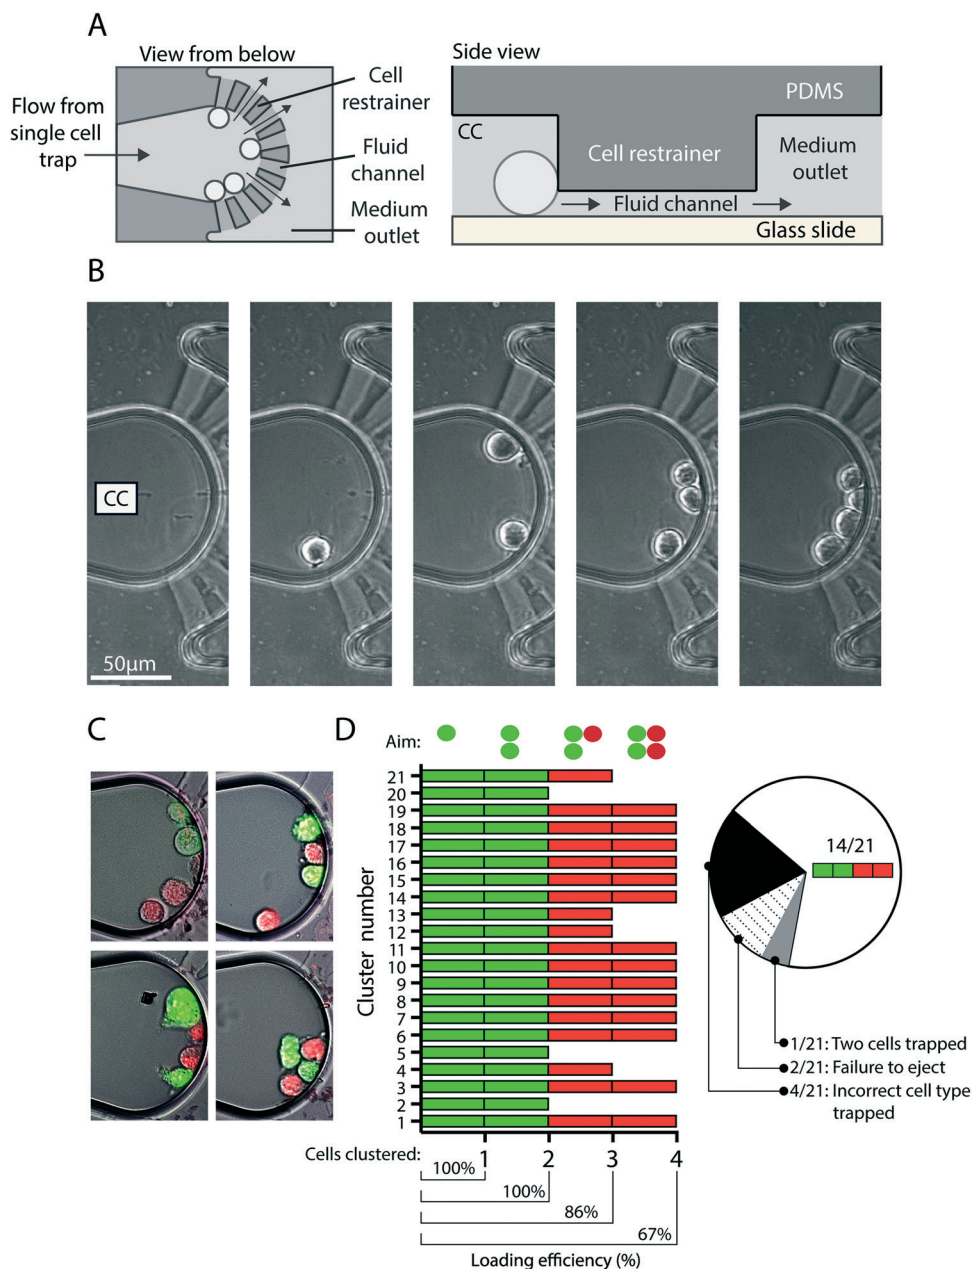 A
View from below
Flow from
single cell
trap
Cell
restrainer
Fluid
channel
Medium
outlet
Side view
PDMS
CC
Cell restrainer
Medium
outlet
Fluid channel
Glass slide
B
CC
50µm
C
D
Aim:
Cluster number
21
20
19
18
17
16
15
14
13
12
11
10
9
8
7
6
5
4
3
2
1
Cells clustered:
1 2 3 4
100%
100%
86%
67%
Loading efficiency (%)
14/21
1/21: Two cells trapped
2/21: Failure to eject
4/21: Incorrect cell type
trapped